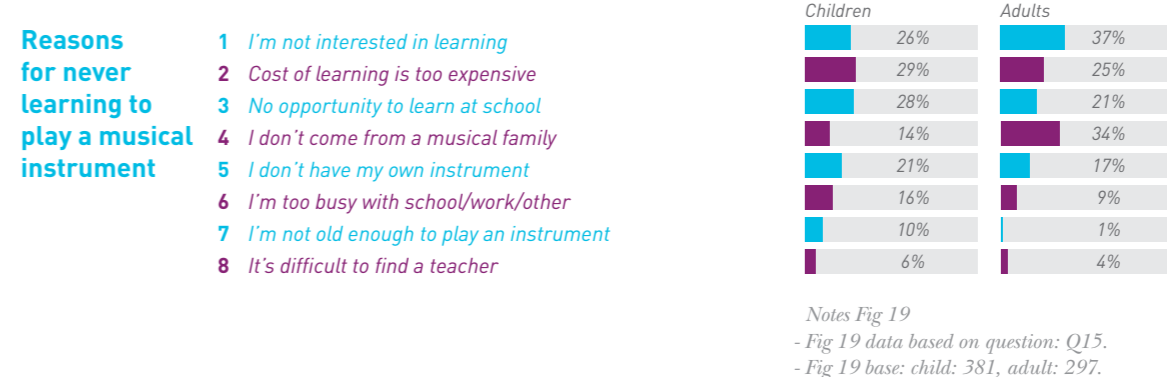 Children Adults
Reasons
for never
learning to
play a musical
instrument
1 I'm not interested in learning 26% 37%
2 Cost of learning is too expensive 29% 25%
3 No opportunity to learn at school 28% 21%
4 I don't come from a musical family 14% 34%
5 I don't have my own instrument 21% 17%
6 I'm too busy with school/work/other 16% 9%
7 I'm not old enough to play an instrument 10% 1%
8 It's difficult to find a teacher 6% 4%
Notes Fig 19
- Fig 19 data based on question: Q15.
- Fig 19 base: child: 381, adult: 297.